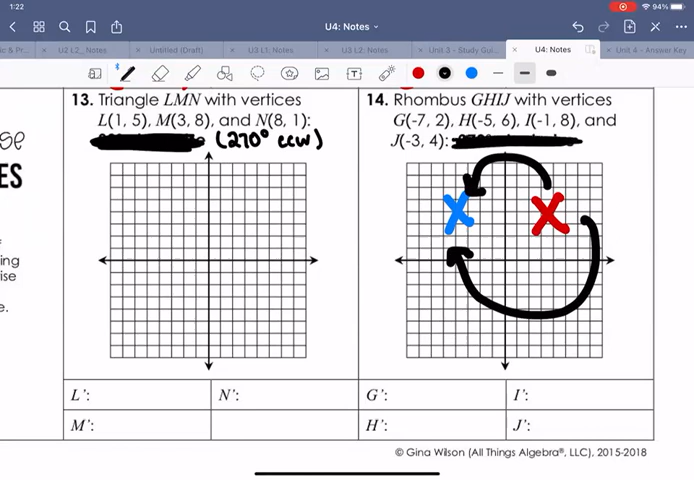 1:22
94%
U4: Notes
U2 L2_ Notes
Untitled (Draft)
U3 L1: Notes
U3 L2: Notes
Unit 3 - Study Gui...
U4: Notes
Unit 4 - Answer Key
13. Triangle LMN with vertices
L(1, 5), M(3, 8), and N(8, 1):
(270° ccw)
14. Rhombus GHIJ with vertices
G(-7, 2), H(-5, 6), I(-1, 8), and
J(-3, 4):
ES
ing
ise
e.
L':
N':
M':
G':
I':
H':
J':
© Gina Wilson (All Things Algebra®, LLC), 2015-2018